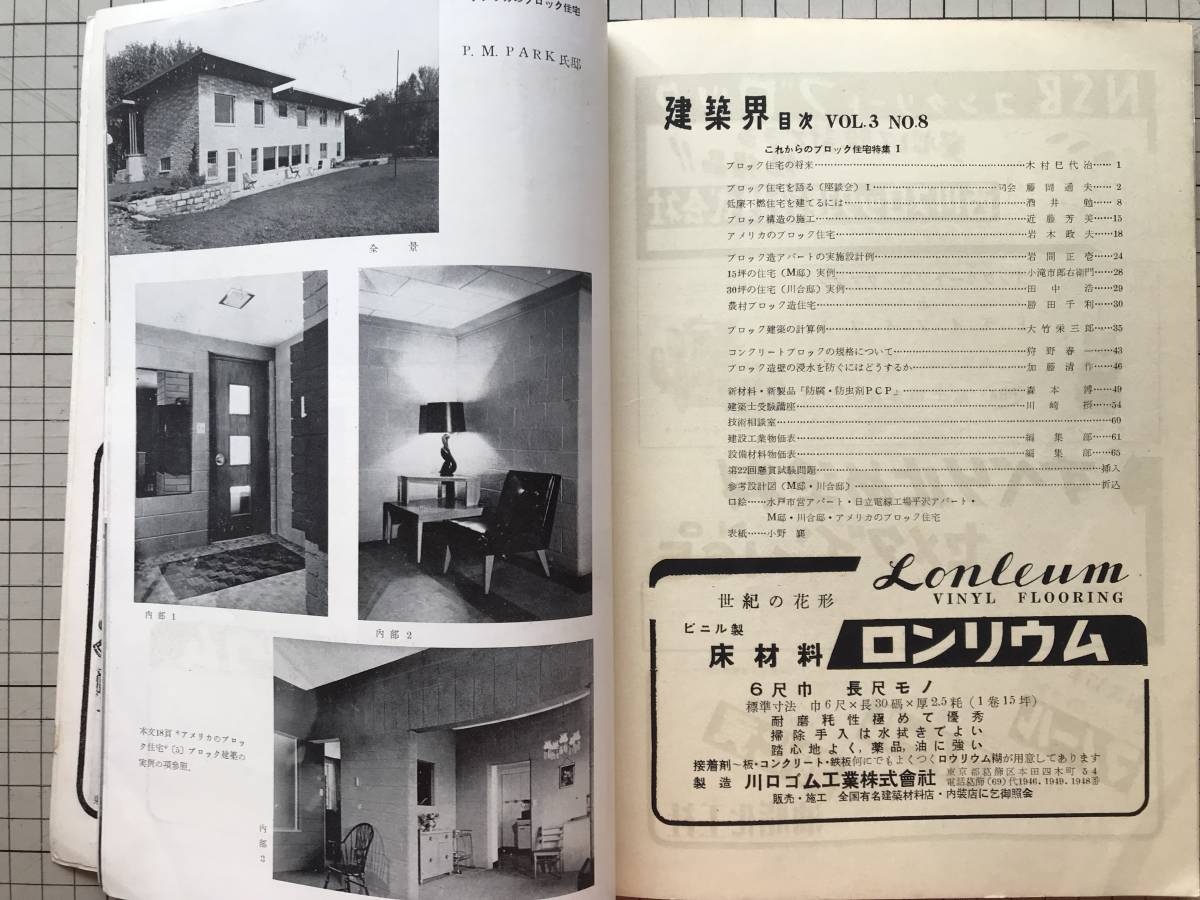 アメリカのブロック住宅
P. M. PARK氏邸
全景
内部1
内部2
本文18頁“アメリカのブロック住宅”〔5〕ブロック建築の実例の項参照.
内部3
建築界 目次 VOL.3 NO.8
これからのブロック住宅特集 I
ブロック住宅の将来……木村巳代治……1
ブロック住宅を語る(座談会)I……司会 藤岡通夫……2
低廉不燃住宅を建てるには……酒井勉……8
ブロック構造の施工……近藤芳美……15
アメリカのブロック住宅……岩木政夫……18
ブロック造アパートの実施設計例……岩間正壱……24
15坪の住宅(M邸)実例……小滝市郎右衛門……28
30坪の住宅(川合邸)実例……田中浩……29
農村ブロック造住宅……勝田千利……30
ブロック建築の計算例……大竹栄三郎……35
コンクリートブロックの規格について……狩野春一……43
ブロック造壁の浸水を防ぐにはどうするか……加藤清作……46
新材料・新製品「防腐・防虫剤PCP」……森本博……49
建築士受験講座……川崎……54
技術相談室……60
建設工業物価表……編集部……61
設備材料物価表……編集部……65
第22回懸賞試験問題……挿入
参考設計図(M邸・川合邸)……折込
口絵……水戸市営アパート・日立電線工場平沢アパート・
M邸・川合邸・アメリカのブロック住宅
表紙……小野襄
Lonleum
世紀の花形 VINYL FLOORING
ビニル製
床材料 ロンリウム
6尺巾 長尺モノ
標準寸法 巾6尺×長30碼×厚2.5粍(1巻15坪)
耐磨耗性極めて優秀
掃除手入は水拭きでよい
踏心地よく,薬品,油に強い
接着剤~板・コンクリート・鉄板何にでもよくつくロウリウム糊が用意してあります
製造 川口ゴム工業株式會社 東京都葛飾区本田四木町54
電話葛飾(69)代1946.1949.1948番
販売・施工 全国有名建築材料店・内装店に乞御照会